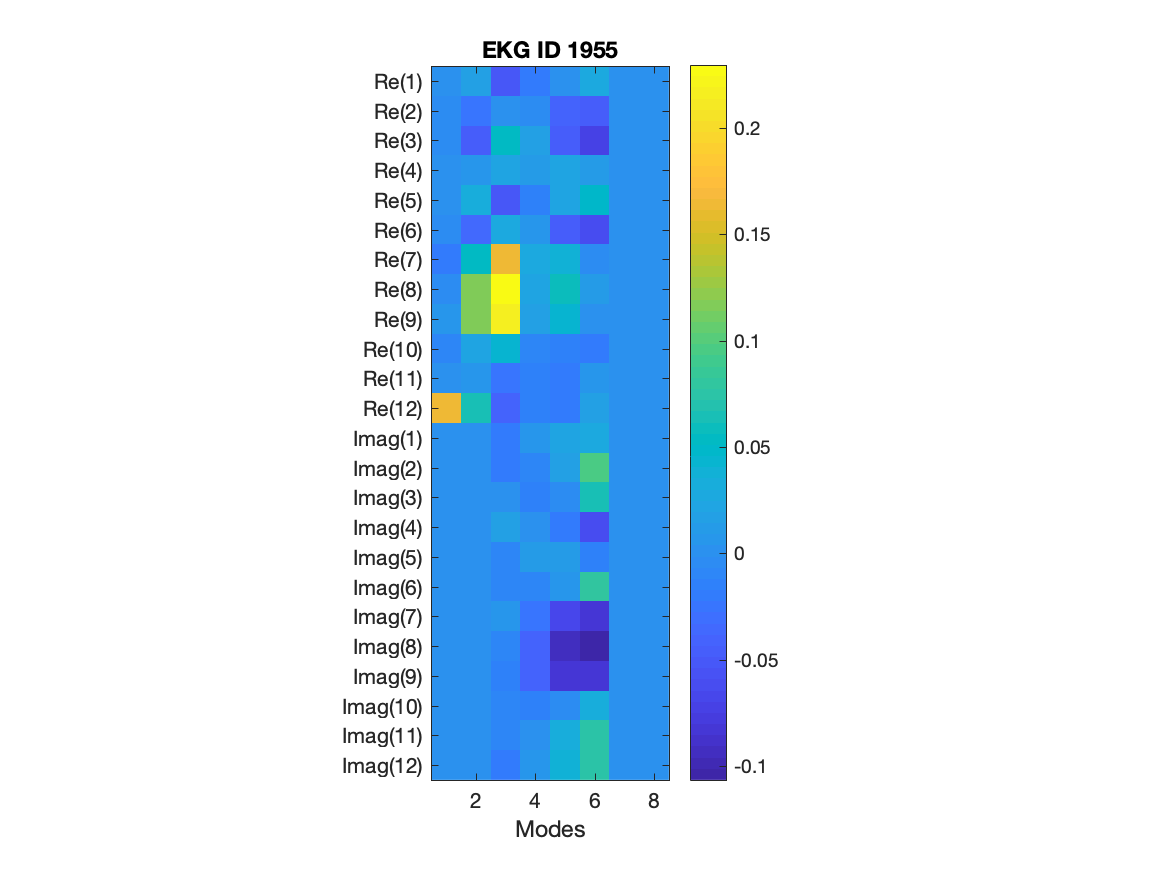 EKG ID 1955
Re(1)
Re(2)
Re(3)
Re(4)
Re(5)
Re(6)
Re(7)
Re(8)
Re(9)
Re(10)
Re(11)
Re(12)
Imag(1)
Imag(2)
Imag(3)
Imag(4)
Imag(5)
Imag(6)
Imag(7)
Imag(8)
Imag(9)
Imag(10)
Imag(11)
Imag(12)
2 4 6 8
Modes
0.2
0.15
0.1
0.05
0
-0.05
-0.1